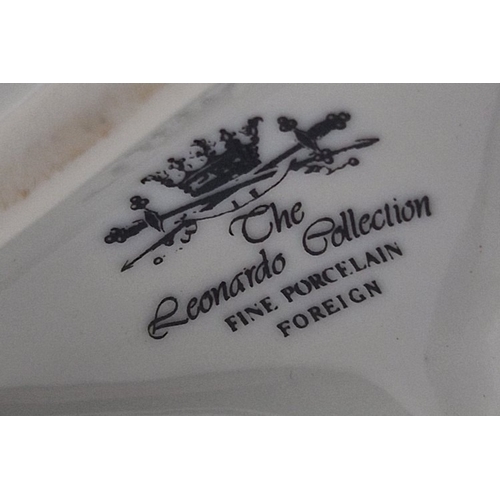 The
Leonardo Collection
FINE PORCELAIN
FOREIGN